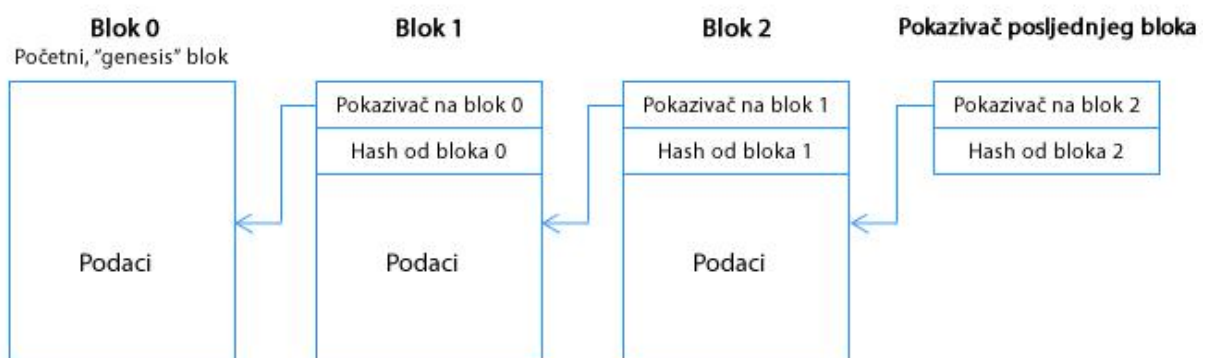 Blok 0
Početni, "genesis" blok
Podaci
Blok 1
Pokazivač na blok 0
Hash od bloka 0
Podaci
Blok 2
Pokazivač na blok 1
Hash od bloka 1
Podaci
Pokazivač posljednjeg bloka
Pokazivač na blok 2
Hash od bloka 2